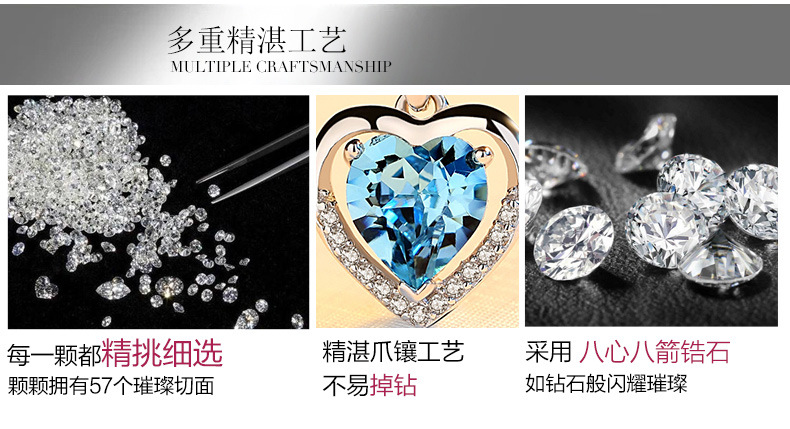 多重精湛工艺
MULTIPLE CRAFTSMANSHIP
每一颗都精挑细选
颗颗拥有57个璀璨切面
精湛爪镶工艺
不易掉钻
采用 八心八箭锆石
如钻石般闪耀璀璨